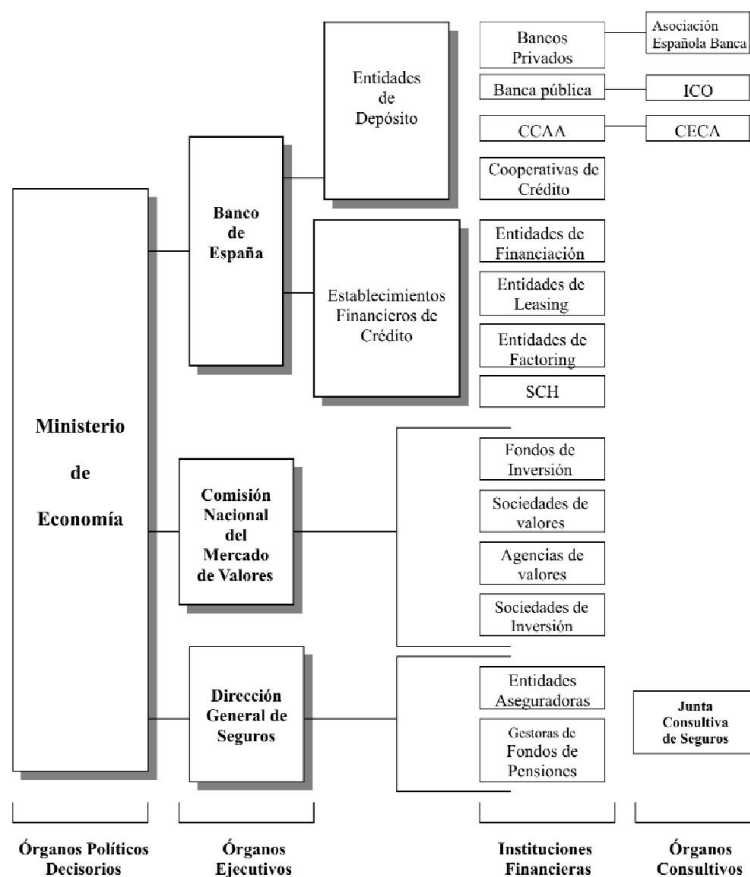 Ministerio
de
Economía
Banco
de
España
Comisión
Nacional
del
Mercado
de Valores
Dirección
General de
Seguros
Entidades
de
Depósito
Establecimientos
Financieros de
Crédito
Bancos
Privados
Banca pública
CCAA
Cooperativas de
Crédito
Entidades de
Financiación
Entidades de
Leasing
Entidades de
Factoring
SCH
Fondos de
Inversión
Sociedades de
valores
Agencias de
valores
Sociedades de
Inversión
Entidades
Aseguradoras
Gestoras de
Fondos de
Pensiones
Asociación
Española Banca
ICO
CECA
Junta
Consultiva
de Seguros
Órganos Políticos
Decisorios
Órganos
Ejecutivos
Instituciones
Financieras
Órganos
Consultivos